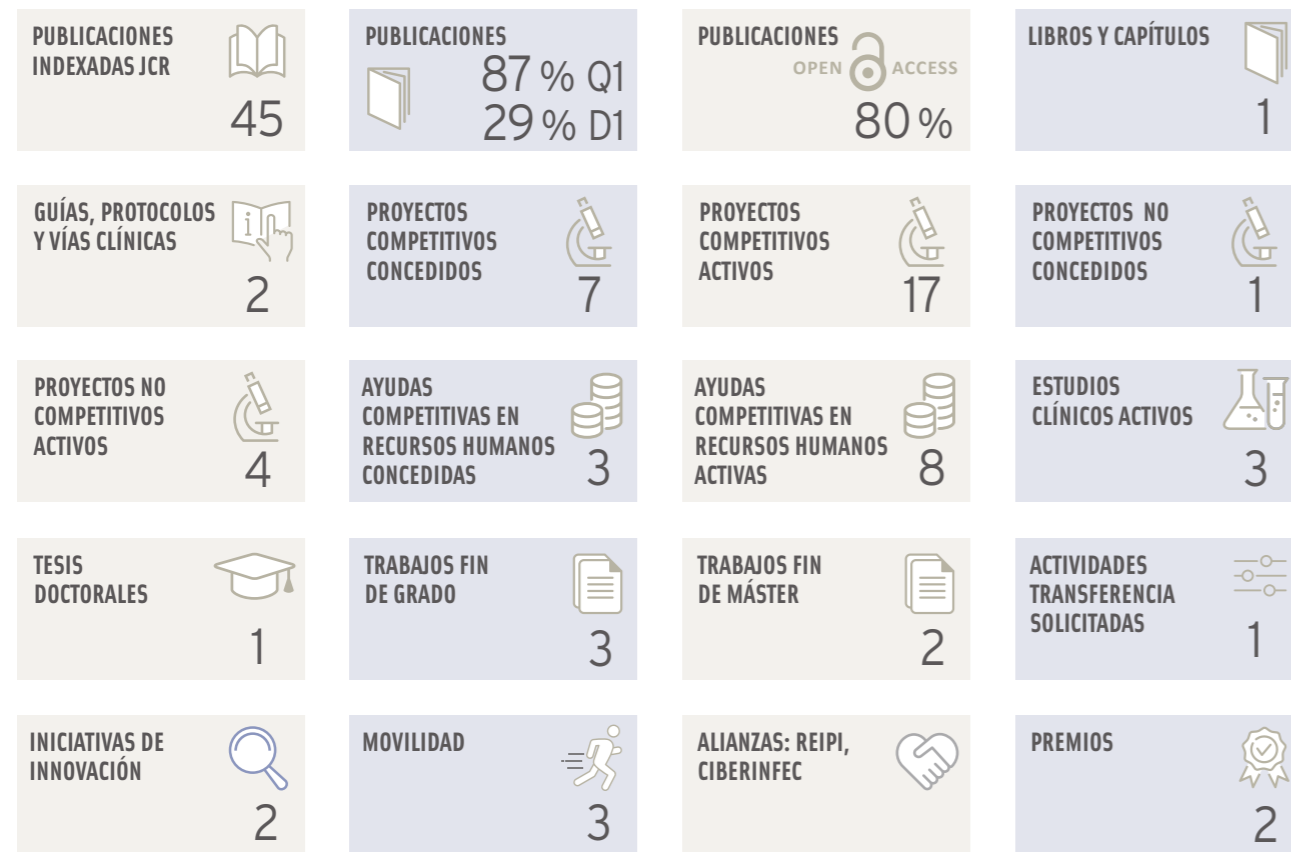 PUBLICACIONES
INDEXADAS JCR
45
PUBLICACIONES
87 % Q1
29 % D1
PUBLICACIONES
OPEN ACCESS
80 %
LIBROS Y CAPÍTULOS
1
GUÍAS, PROTOCOLOS
Y VÍAS CLÍNICAS
i
2
PROYECTOS
COMPETITIVOS
CONCEDIDOS
7
PROYECTOS
COMPETITIVOS
ACTIVOS
17
PROYECTOS NO
COMPETITIVOS
CONCEDIDOS
1
PROYECTOS NO
COMPETITIVOS
ACTIVOS
4
AYUDAS
COMPETITIVAS EN
RECURSOS HUMANOS
CONCEDIDAS
3
AYUDAS
COMPETITIVAS EN
RECURSOS HUMANOS
ACTIVAS
8
ESTUDIOS
CLÍNICOS ACTIVOS
3
TESIS
DOCTORALES
1
TRABAJOS FIN
DE GRADO
3
TRABAJOS FIN
DE MÁSTER
2
ACTIVIDADES
TRANSFERENCIA
SOLICITADAS
1
INICIATIVAS DE
INNOVACIÓN
2
MOVILIDAD
3
ALIANZAS: REIPI,
CIBERINFEC
PREMIOS
2